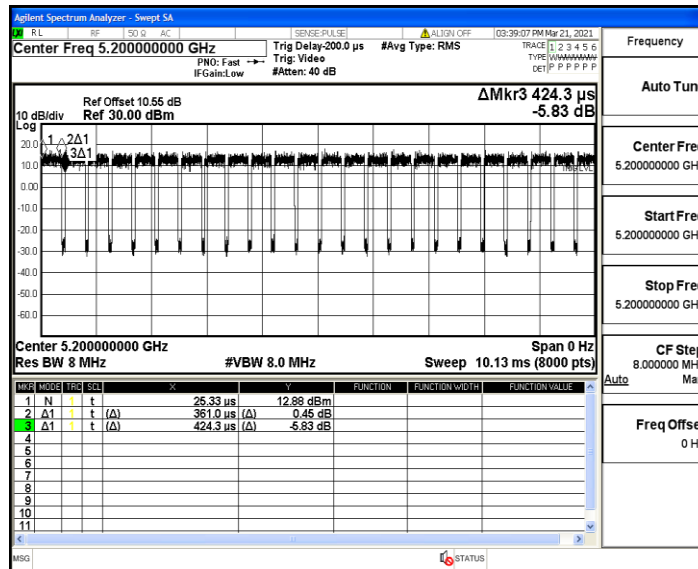 Agilent Spectrum Analyzer - Swept SA
RL RF 50 Ω AC SENSE:PULSE ALIGN OFF 03:39:07 PM Mar 21, 2021
Center Freq 5.200000000 GHz
PNO: Fast
IFGain:Low
Trig Delay-200.0 µs
Trig: Video
#Atten: 40 dB
#Avg Type: RMS
TRACE 1 2 3 4 5 6
TYPE WWWWWW
DET P P P P P P
ΔMkr3 424.3 µs
-5.83 dB
Ref Offset 10.55 dB
10 dB/div Ref 30.00 dBm
Log
1 2Δ1
3Δ1
20.0
10.0
0.00
-10.0
-20.0
-30.0
-40.0
-50.0
-60.0
Center 5.200000000 GHz Span 0 Hz
Res BW 8 MHz #VBW 8.0 MHz Sweep 10.13 ms (8000 pts)
MKR MODE TRC SCL X Y FUNCTION FUNCTION WIDTH FUNCTION VALUE
1 N 1 t 25.33 µs 12.88 dBm
2 Δ1 1 t (Δ) 361.0 µs (Δ) 0.45 dB
3 Δ1 1 t (Δ) 424.3 µs (Δ) -5.83 dB
4
5
6
7
8
9
10
11
MSG STATUS
Frequency
Auto Tun
Center Fre
5.200000000 GH
Start Fre
5.200000000 GH
Stop Fre
5.200000000 GH
CF Step
8.000000 MH
Auto Ma
Freq Offse
0 H